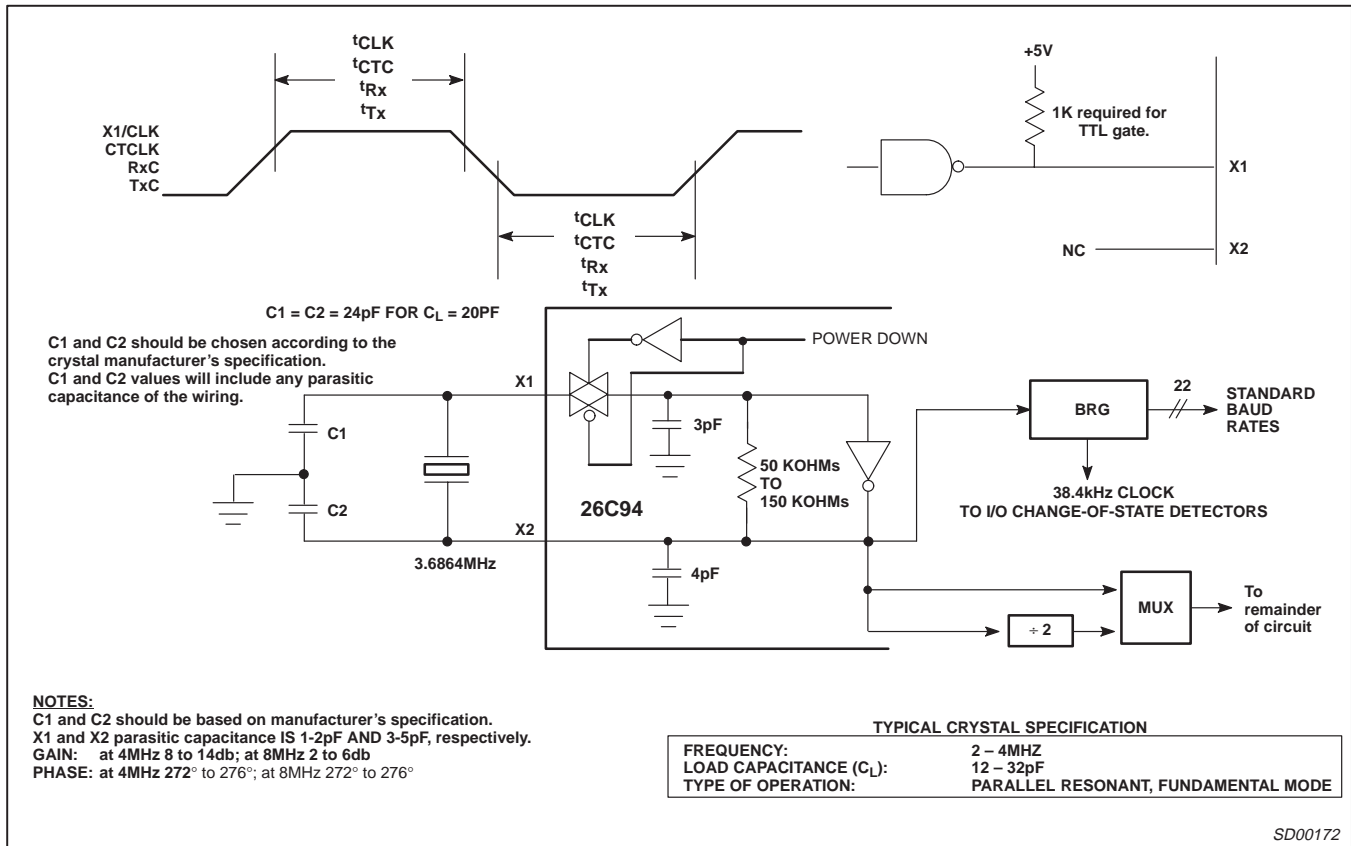 tCLK
tCTC
tRx
tTx
X1/CLK
CTCLK
RxC
TxC
tCLK
tCTC
tRx
tTx
+5V
1K required for
TTL gate.
X1
NC
X2
C1 = C2 = 24pF FOR CL = 20PF
C1 and C2 should be chosen according to the
crystal manufacturer's specification.
C1 and C2 values will include any parasitic
capacitance of the wiring.
POWER DOWN
X1
C1
3pF
50 KOHMs
TO
150 KOHMs
26C94
C2
X2
3.6864MHz
4pF
BRG
22
STANDARD
BAUD
RATES
38.4kHz CLOCK
TO I/O CHANGE-OF-STATE DETECTORS
MUX
To
remainder
of circuit
÷ 2
NOTES:
C1 and C2 should be based on manufacturer's specification.
X1 and X2 parasitic capacitance IS 1-2pF AND 3-5pF, respectively.
GAIN: at 4MHz 8 to 14db; at 8MHz 2 to 6db
PHASE: at 4MHz 272° to 276°; at 8MHz 272° to 276°
TYPICAL CRYSTAL SPECIFICATION
FREQUENCY: 2 – 4MHZ
LOAD CAPACITANCE (CL): 12 – 32pF
TYPE OF OPERATION: PARALLEL RESONANT, FUNDAMENTAL MODE
SD00172